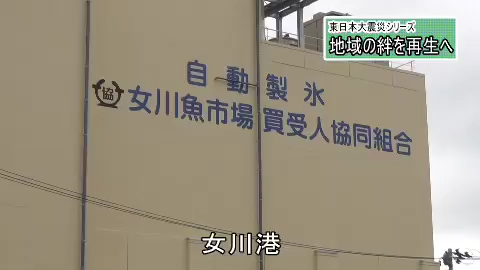 東日本大震災シリーズ
地域の絆を再生へ
自動製氷
協 女川魚市場買受人協同組合
女川港